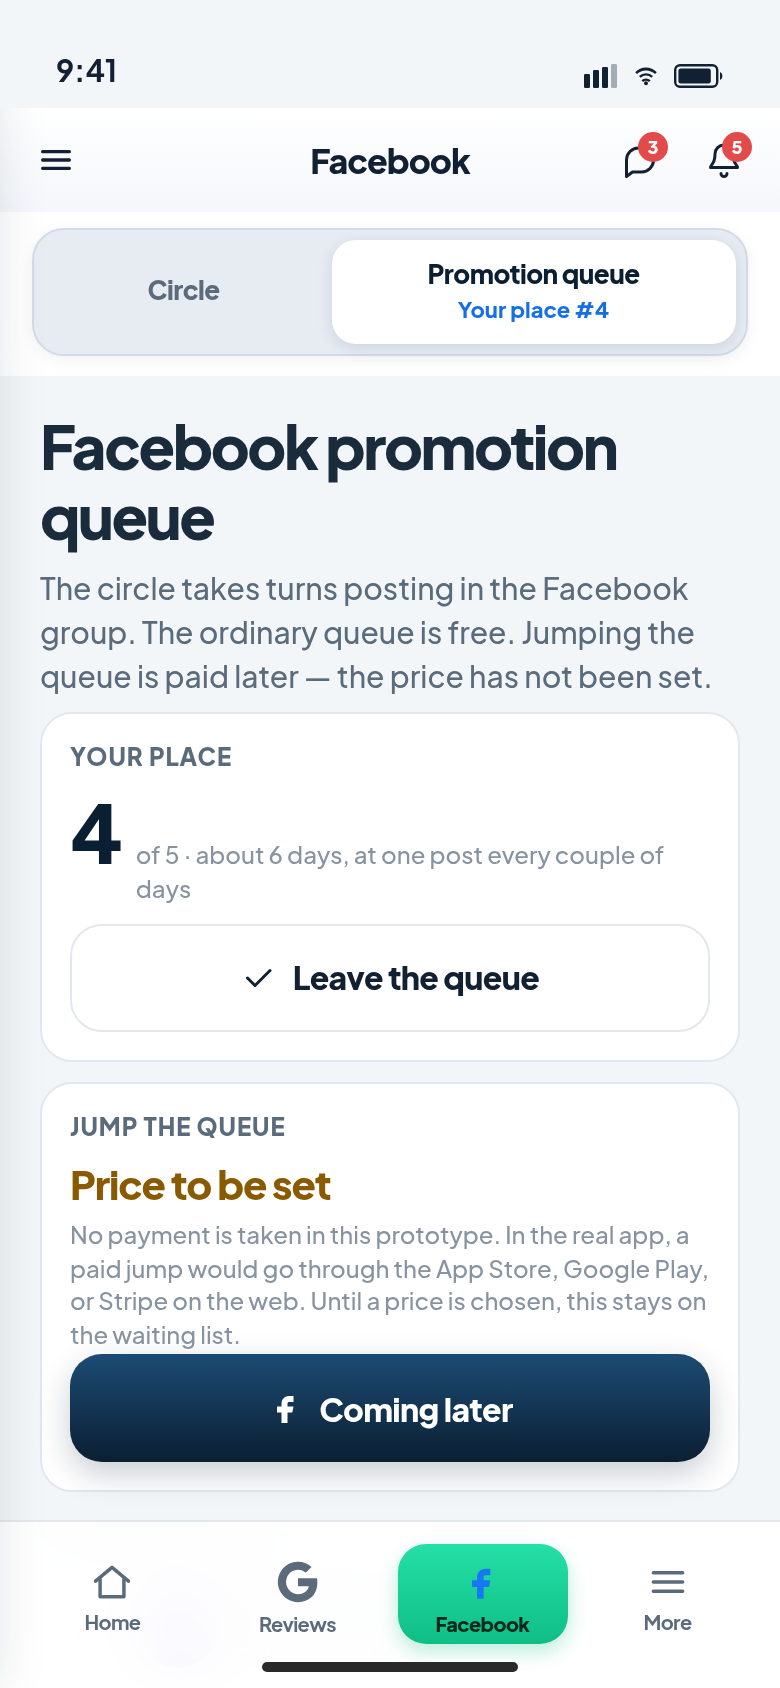 9:41
Facebook
3
5
Circle
Promotion queue
Your place #4
Facebook promotion
queue
The circle takes turns posting in the Facebook
group. The ordinary queue is free. Jumping the
queue is paid later — the price has not been set.
YOUR PLACE
4
of 5 · about 6 days, at one post every couple of
days
Leave the queue
JUMP THE QUEUE
Price to be set
No payment is taken in this prototype. In the real app, a
paid jump would go through the App Store, Google Play,
or Stripe on the web. Until a price is chosen, this stays on
the waiting list.
Coming later
Home
Reviews
Facebook
More